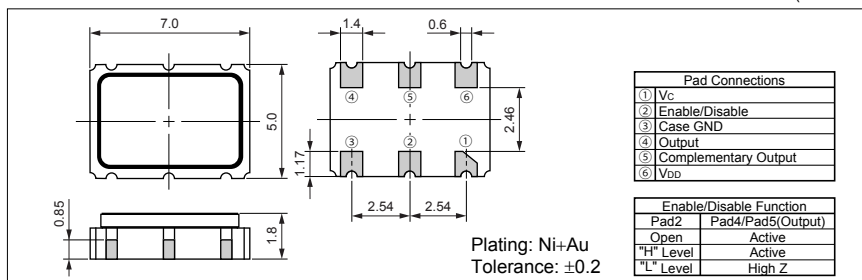 7.0
5.0
0.85
1.8
1.4
0.6
④ ⑤ ⑥
2.46
③ ② ①
1.17
2.54 2.54
Plating: Ni+Au
Tolerance: ±0.2
Pad Connections
① Vc
② Enable/Disable
③ Case GND
④ Output
⑤ Complementary Output
⑥ VDD
Enable/Disable Function
Pad2 Pad4/Pad5(Output)
Open Active
"H" Level Active
"L" Level High Z